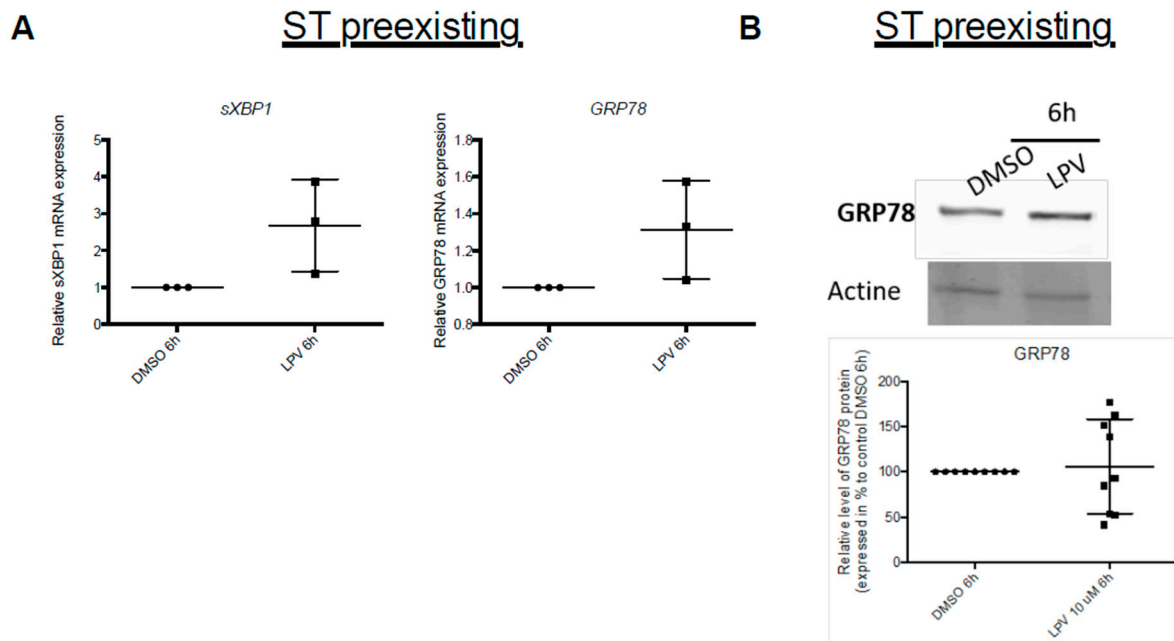 A
ST preexisting
sXBP1
Relative sXBP1 mRNA expression
5
4
3
2
1
0
DMSO 6h
LPV 6h
GRP78
Relative GRP78 mRNA expression
1.8
1.6
1.4
1.2
1.0
0.8
DMSO 6h
LPV 6h
B
ST preexisting
6h
DMSO
LPV
GRP78
Actine
GRP78
Relative level of GRP78 protein
(expressed in % to control DMSO 6h)
200
150
100
50
0
DMSO 6h
LPV 10 uM 6h